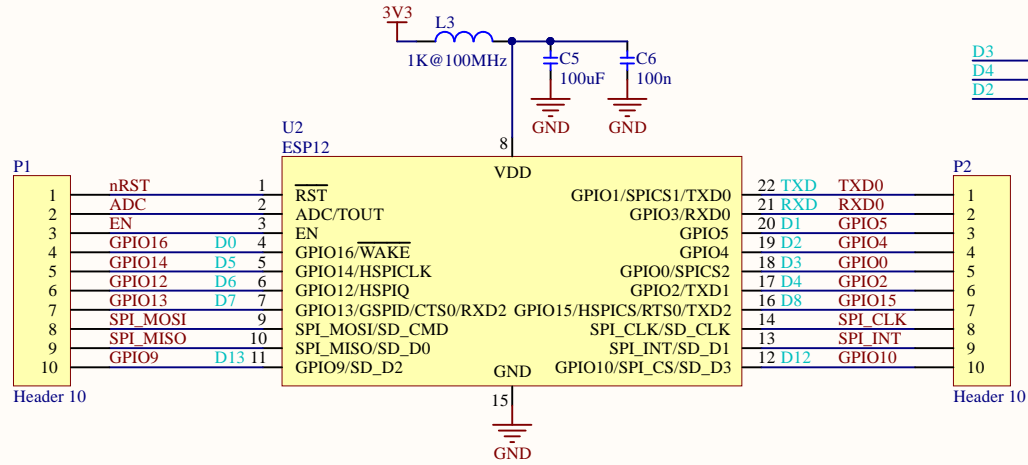 3V3
L3
1K@100MHz
C5
100uF
C6
100n
GND
GND
D3
D4
D2
U2
ESP12
8
VDD
P1
P2
1 nRST 1 RST GPIO1/SPICS1/TXD0 22 TXD TXD0 1
2 ADC 2 ADC/TOUT GPIO3/RXD0 21 RXD RXD0 2
3 EN 3 EN GPIO5 20 D1 GPIO5 3
4 GPIO16 D0 4 GPIO16/WAKE GPIO4 19 D2 GPIO4 4
5 GPIO14 D5 5 GPIO14/HSPICLK GPIO0/SPICS2 18 D3 GPIO0 5
6 GPIO12 D6 6 GPIO12/HSPIQ GPIO2/TXD1 17 D4 GPIO2 6
7 GPIO13 D7 7 GPIO13/GSPID/CTS0/RXD2 GPIO15/HSPICS/RTS0/TXD2 16 D8 GPIO15 7
8 SPI_MOSI 9 SPI_MOSI/SD_CMD SPI_CLK/SD_CLK 14 SPI_CLK 8
9 SPI_MISO 10 SPI_MISO/SD_D0 SPI_INT/SD_D1 13 SPI_INT 9
10 GPIO9 D13 11 GPIO9/SD_D2 GPIO10/SPI_CS/SD_D3 12 D12 GPIO10 10
GND
Header 10
15
Header 10
GND